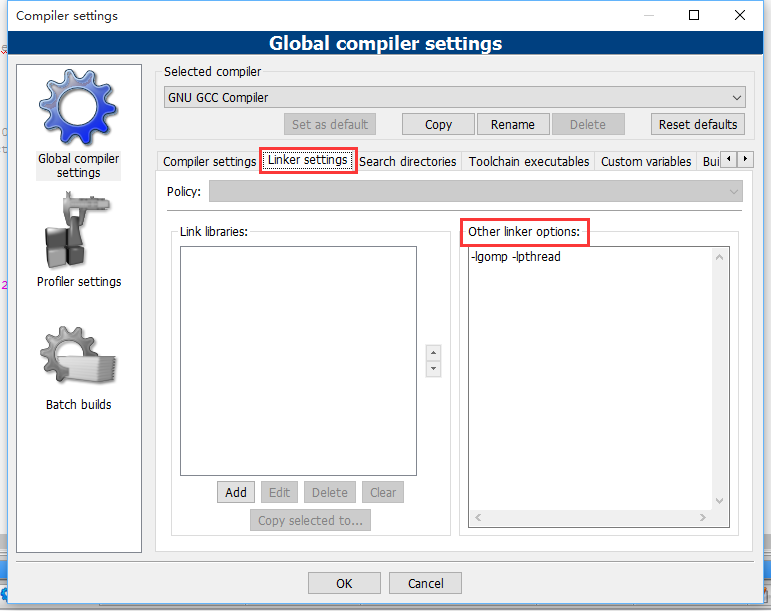 Compiler settings
Global compiler settings
Global compiler
settings
Profiler settings
Batch builds
Selected compiler
GNU GCC Compiler
Set as default Copy Rename Delete Reset defaults
Compiler settings Linker settings Search directories Toolchain executables Custom variables Bui
Policy:
Link libraries:
Add Edit Delete Clear
Copy selected to...
Other linker options:
-lgomp -lpthread
OK Cancel